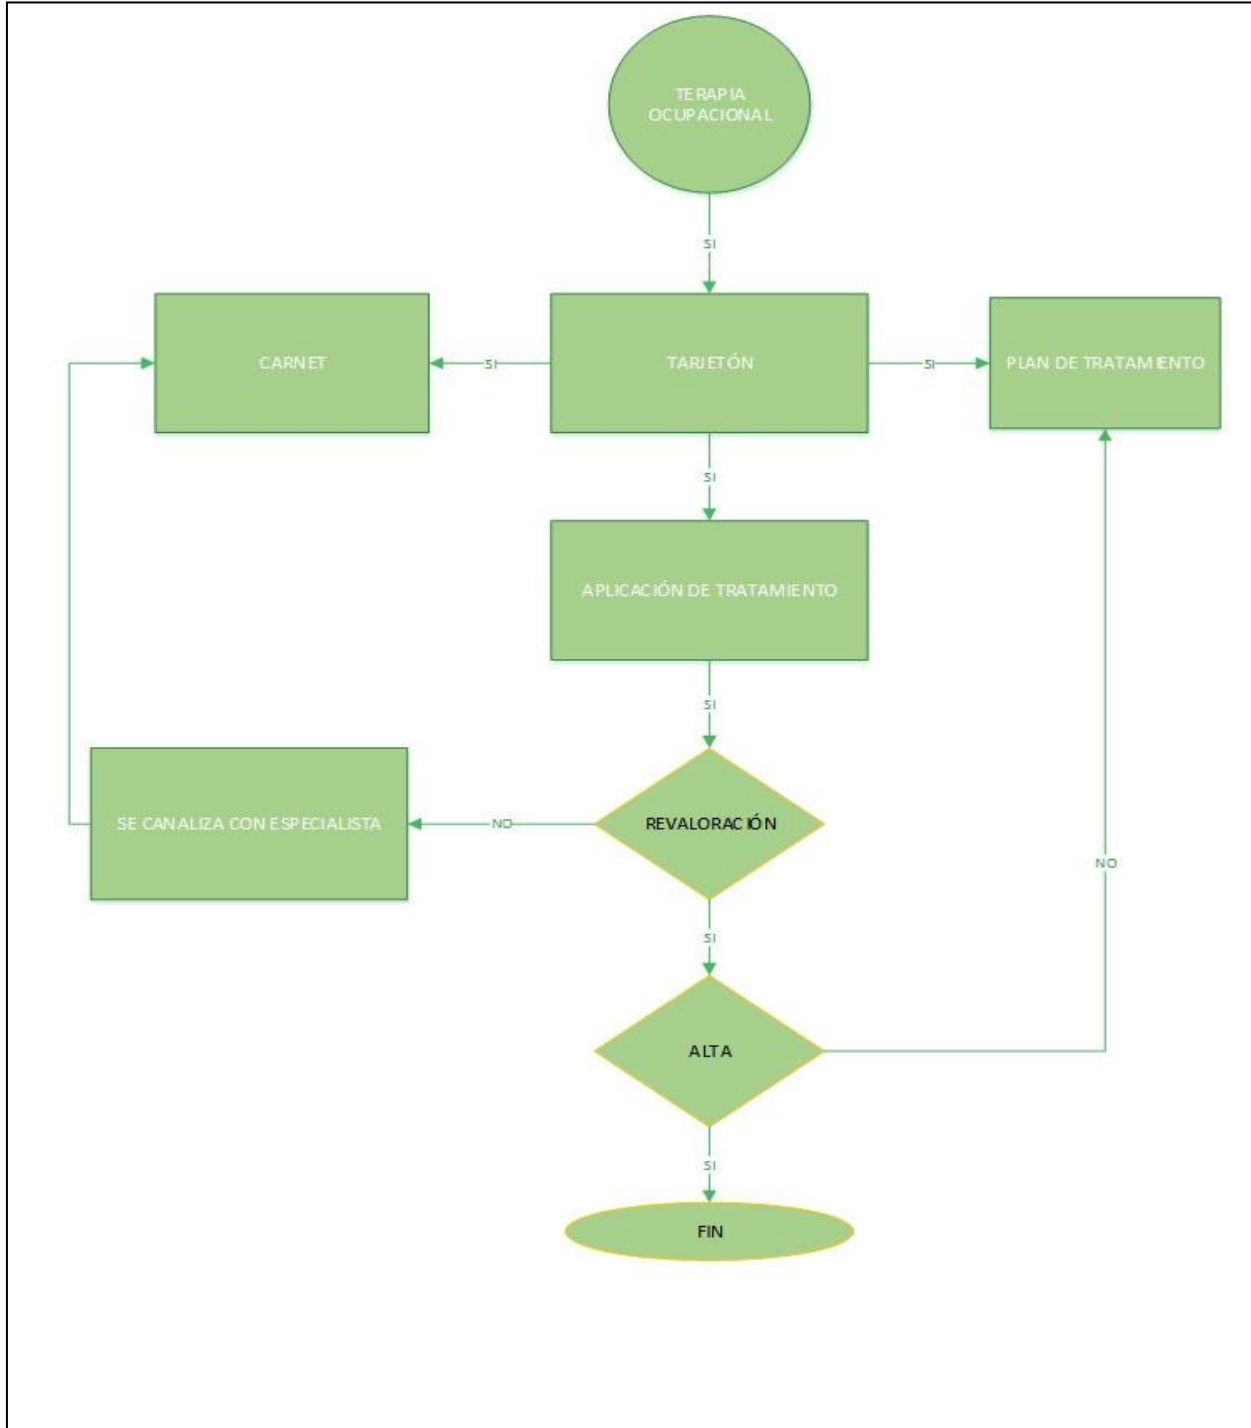 TERAPIA
OCUPACIONAL
SI
CARNET
SI
TARJETÓN
SI
PLAN DE TRATAMIENTO
SI
APLICACIÓN DE TRATAMIENTO
SI
SE CANALIZA CON ESPECIALISTA
NO
REVALORACIÓN
NO
SI
ALTA
SI
FIN